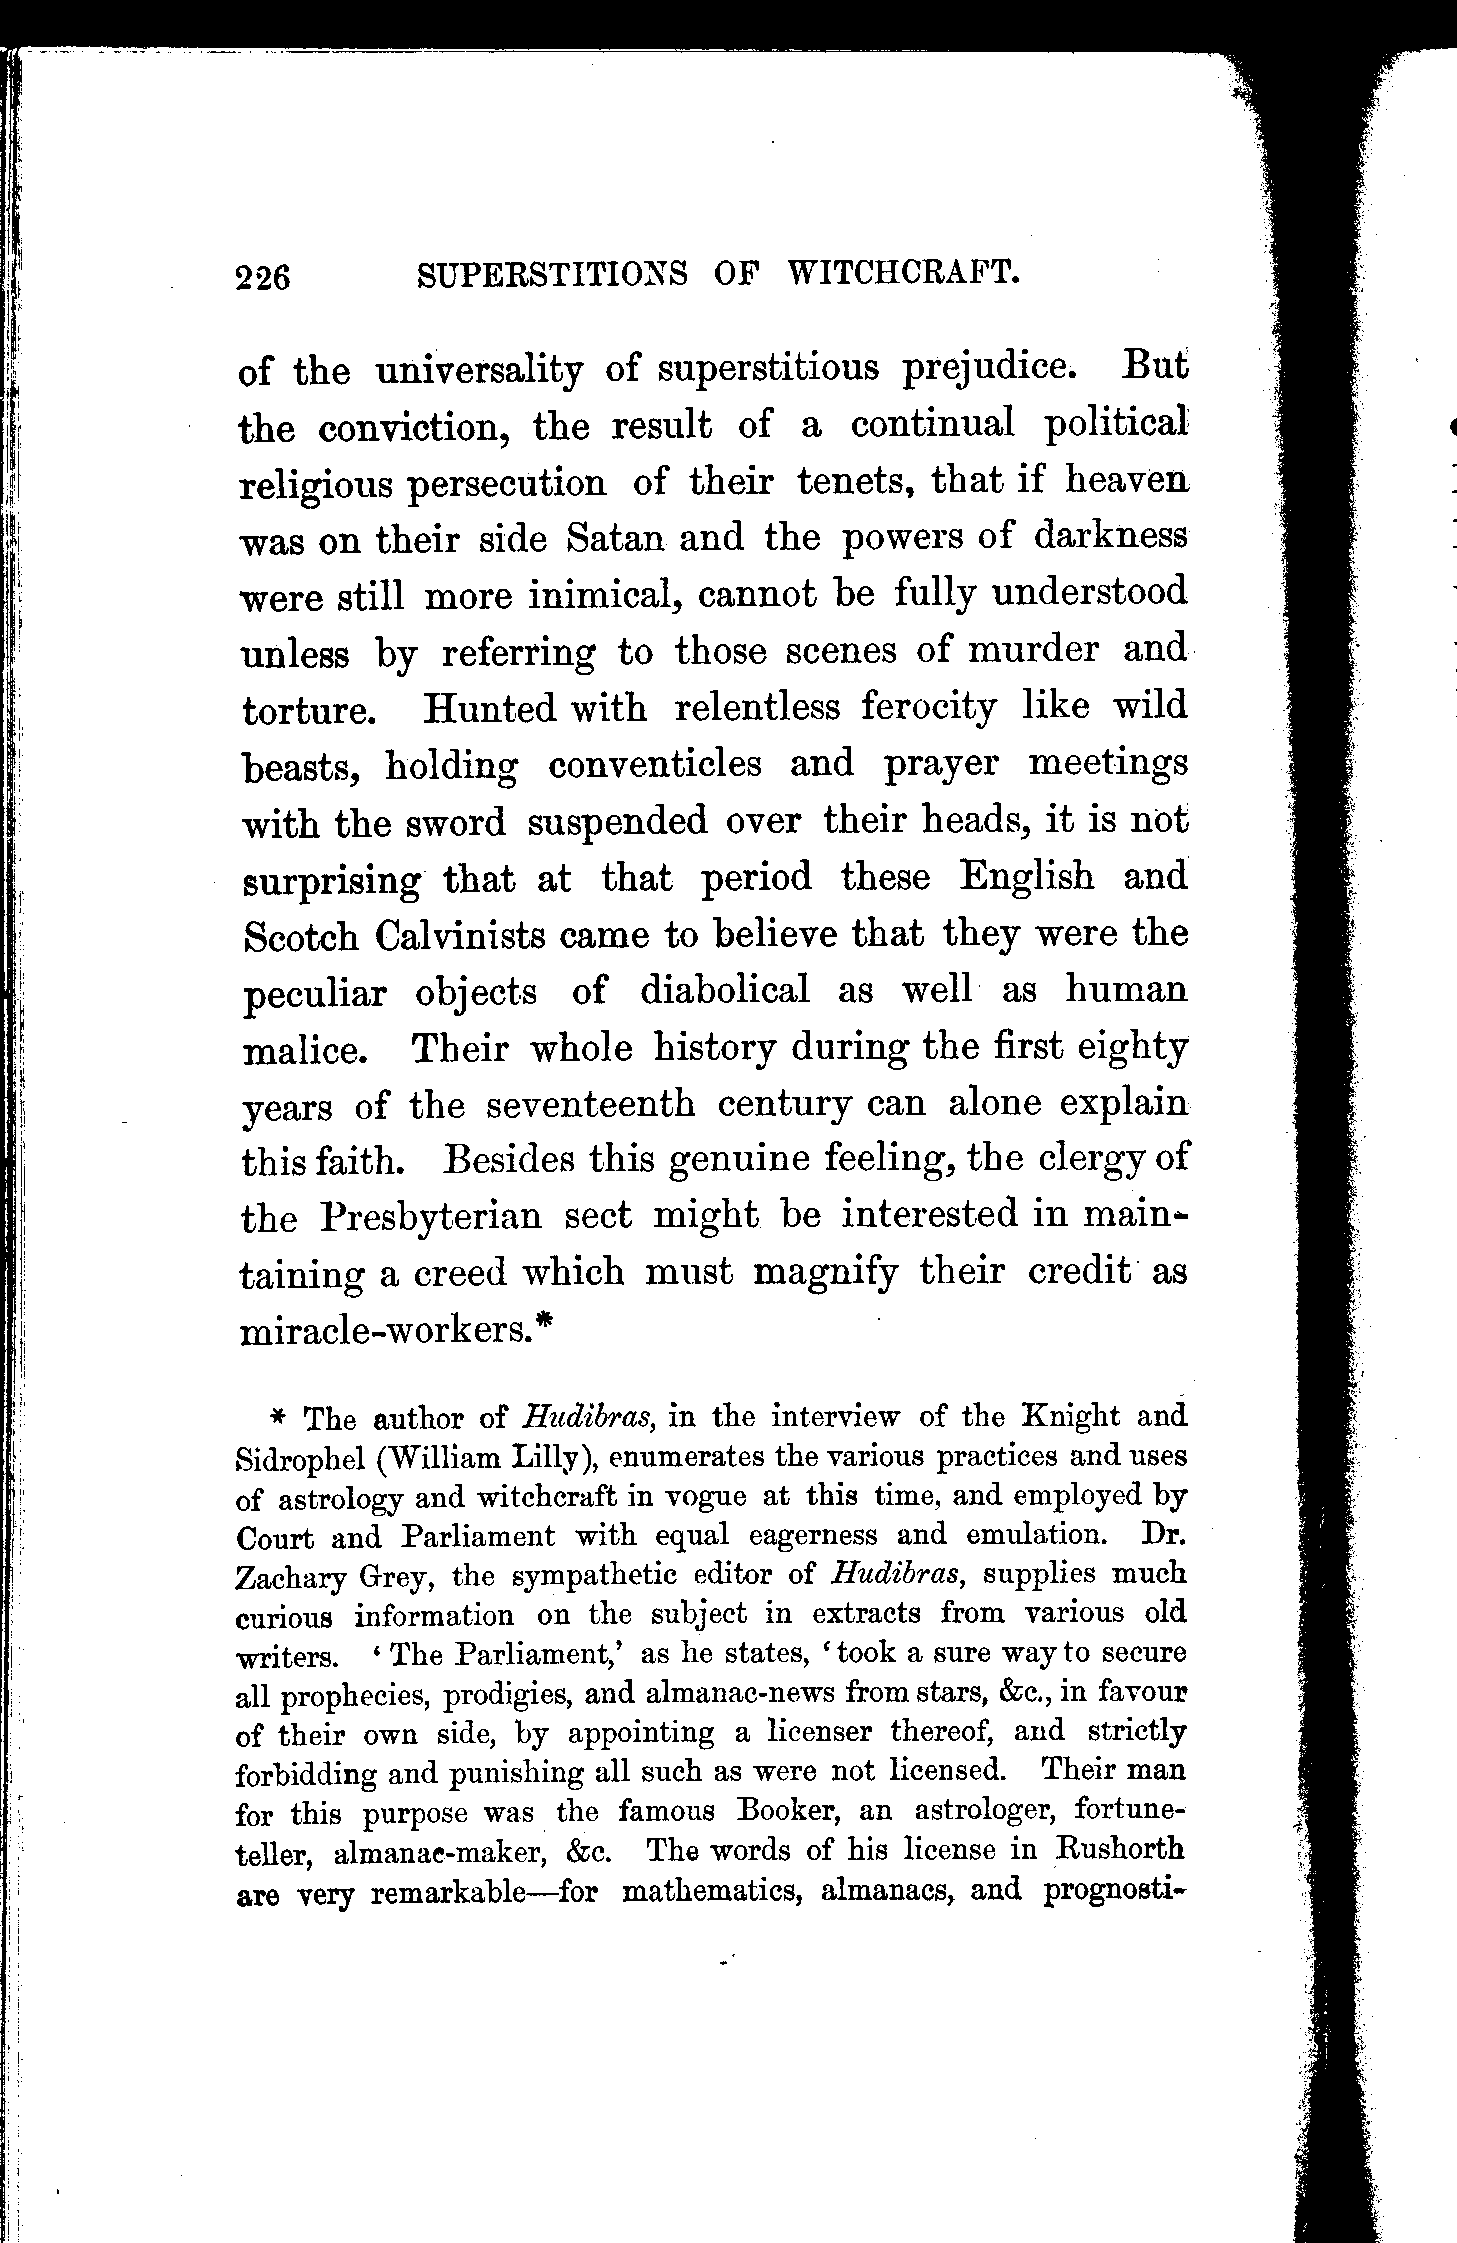 226 SUPERSTITIONS OF WITCHCRAFT.
of the universality of superstitious prejudice. But
the conviction, the result of a continual political
religious persecution of their tenets, that if heaven
was on their side Satan and the powers of darkness
were still more inimical, cannot be fully understood
unless by referring to those scenes of murder and
torture. Hunted with relentless ferocity like wild
beasts, holding conventicles and prayer meetings
with the sword suspended over their heads, it is not
surprising that at that period these English and
Scotch Calvinists came to believe that they were the
peculiar objects of diabolical as well as human
malice. Their whole history during the first eighty
years of the seventeenth century can alone explain
this faith. Besides this genuine feeling, the clergy of
the Presbyterian sect might be interested in main-
taining a creed which must magnify their credit as
miracle-workers.*
* The author of Hudibras, in the interview of the Knight and
Sidrophel (William Lilly), enumerates the various practices and uses
of astrology and witchcraft in vogue at this time, and employed by
Court and Parliament with equal eagerness and emulation. Dr.
Zachary Grey, the sympathetic editor of Hudibras, supplies much
curious information on the subject in extracts from various old
writers. ‘The Parliament,’ as he states, ‘took a sure way to secure
all prophecies, prodigies, and almanac-news from stars, &c., in favour
of their own side, by appointing a licenser thereof, and strictly
forbidding and punishing all such as were not licensed. Their man
for this purpose was the famous Booker, an astrologer, fortune-
teller, almanac-maker, &c. The words of his license in Rushorth
are very remarkable—for mathematics, almanacs, and prognosti-